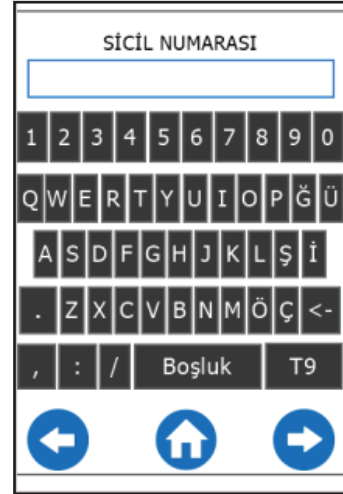 SİCİL NUMARASI
1 2 3 4 5 6 7 8 9 0
Q W E R T Y U I O P Ğ Ü
A S D F G H J K L Ş İ
. Z X C V B N M Ö Ç <-
, : / Boşluk T9